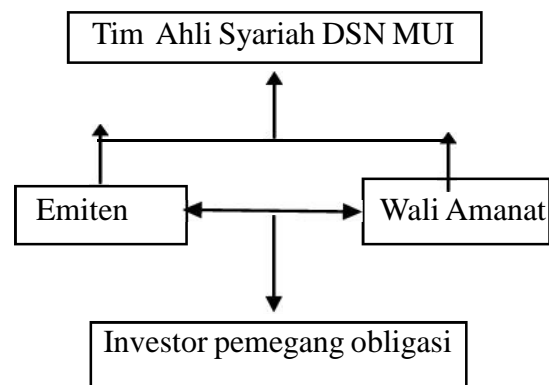 Tim Ahli Syariah DSN MUI
Emiten
Wali Amanat
Investor pemegang obligasi